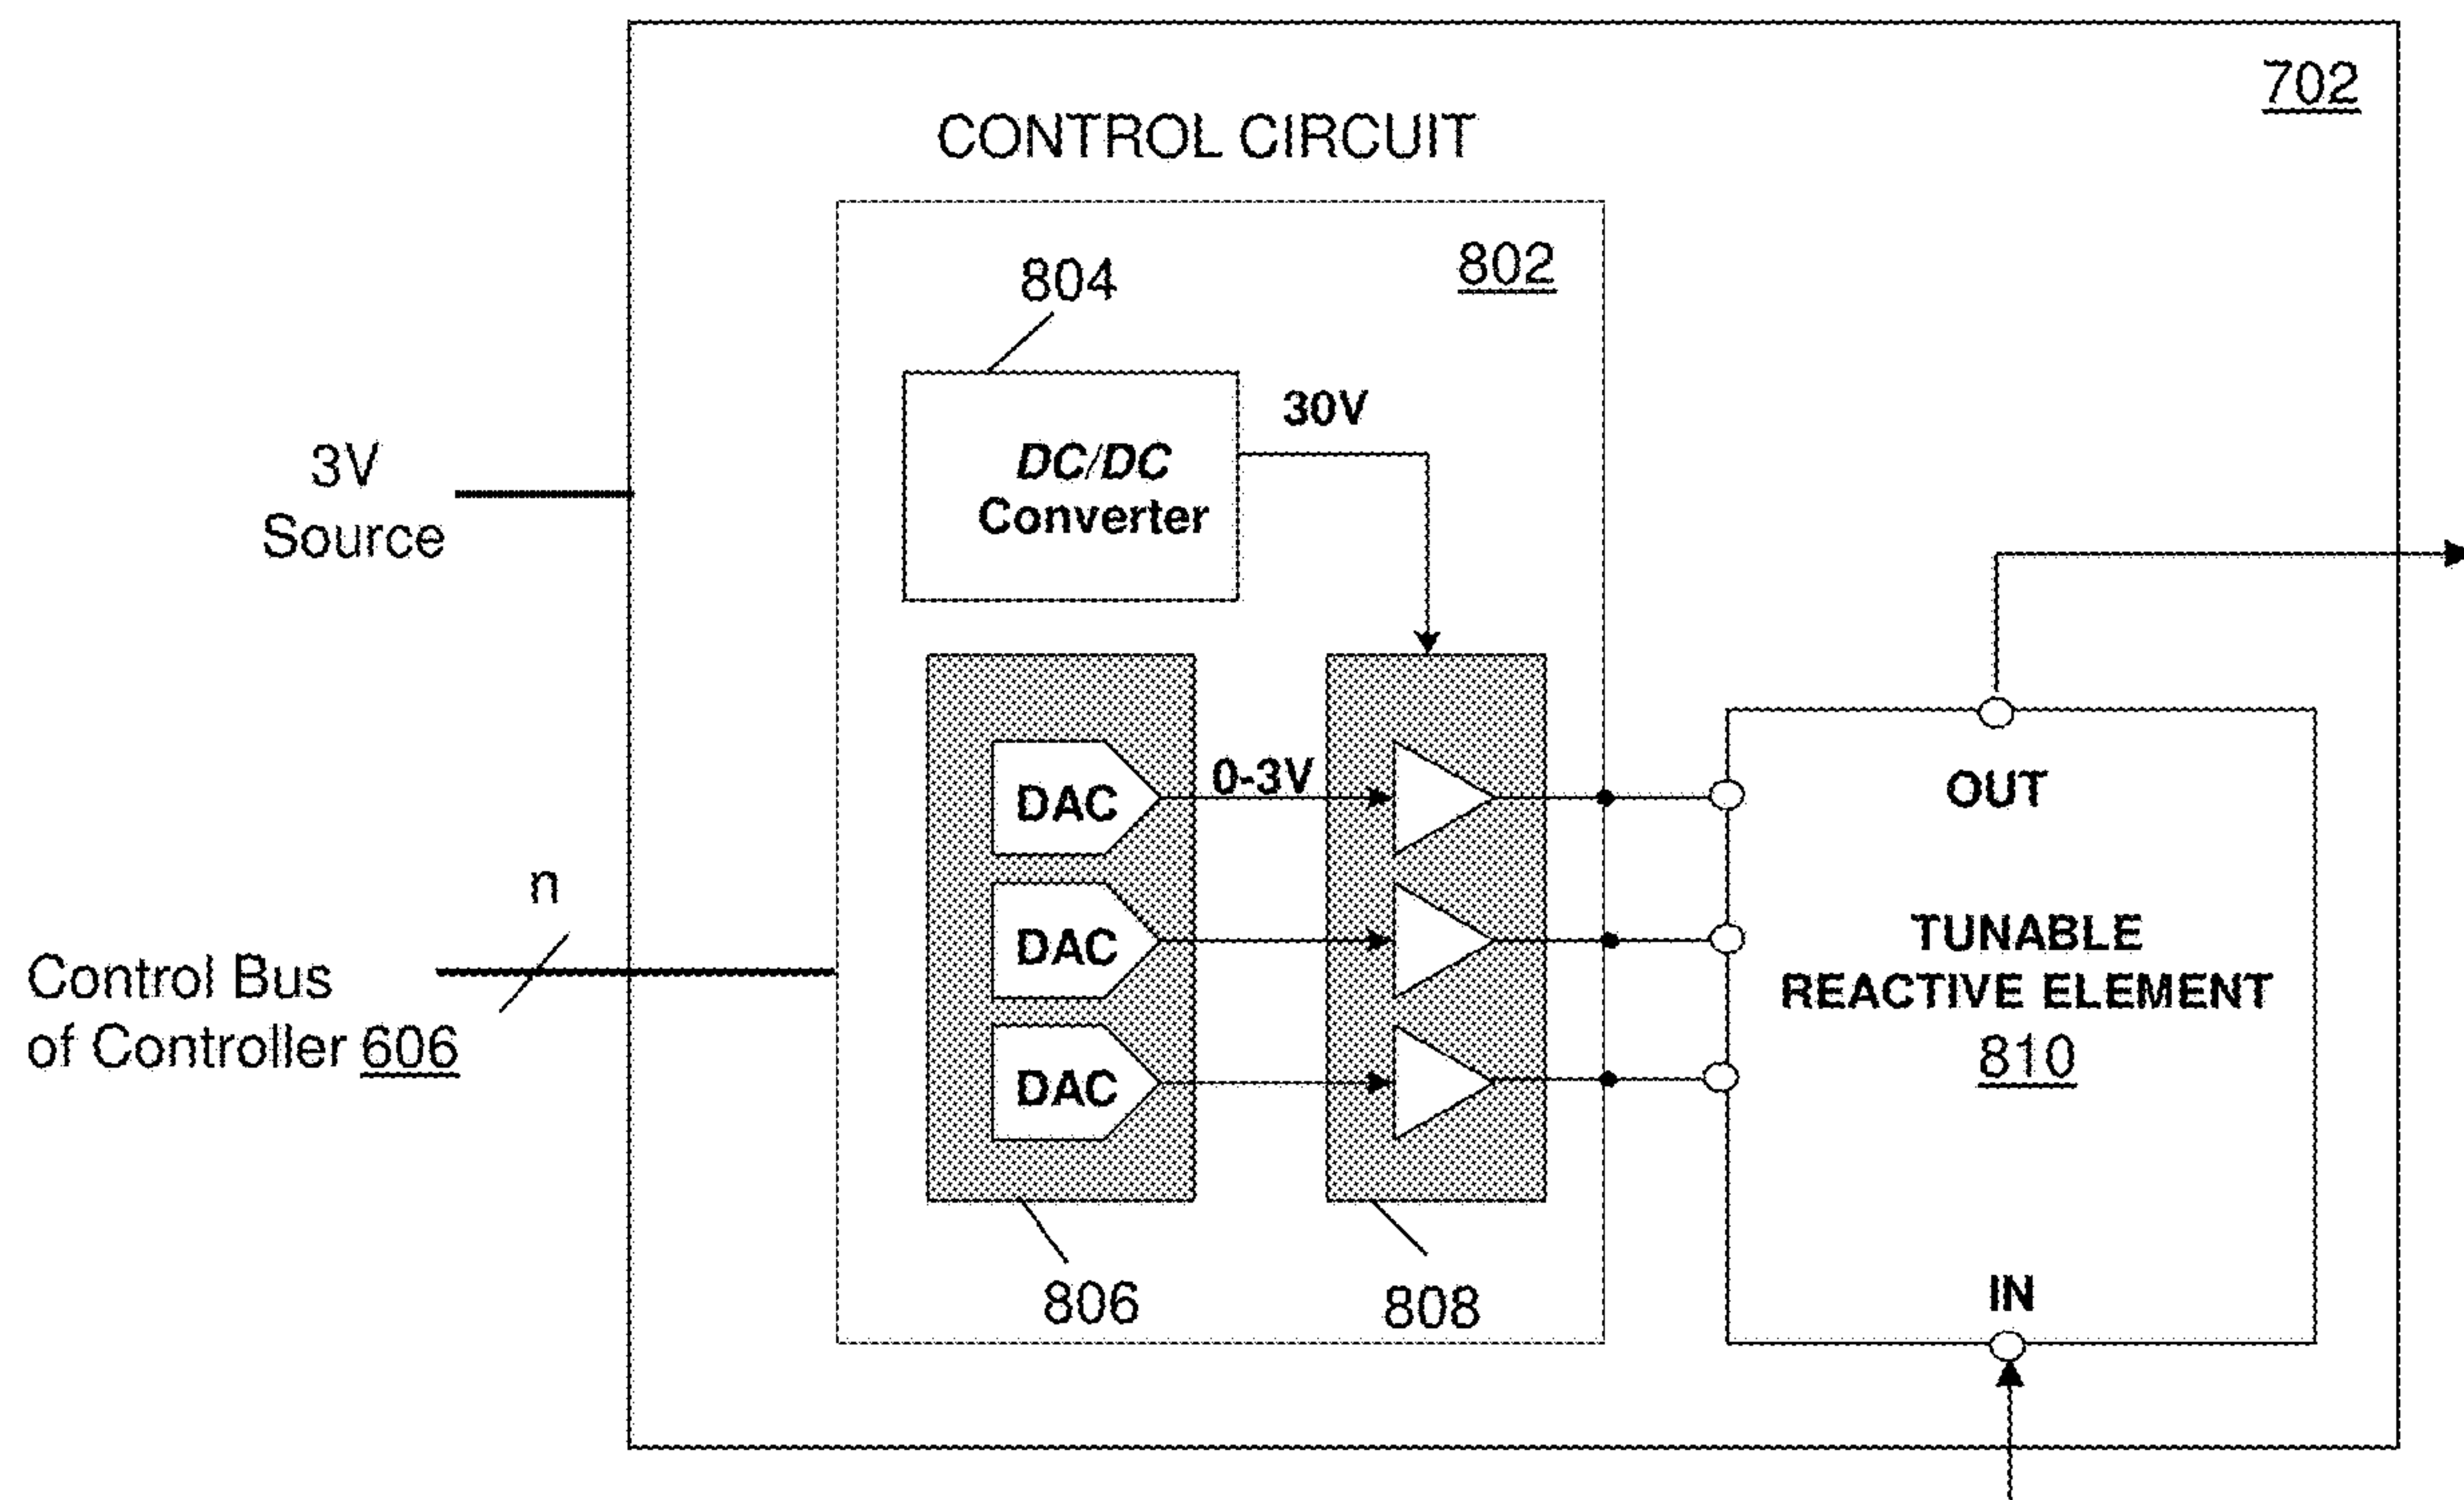 702
CONTROL CIRCUIT
802
804
30V
DC/DC
Converter
3V
Source
0-3V
DAC
DAC
DAC
OUT
n
TUNABLE
REACTIVE ELEMENT
810
Control Bus
of Controller 606
IN
806
808